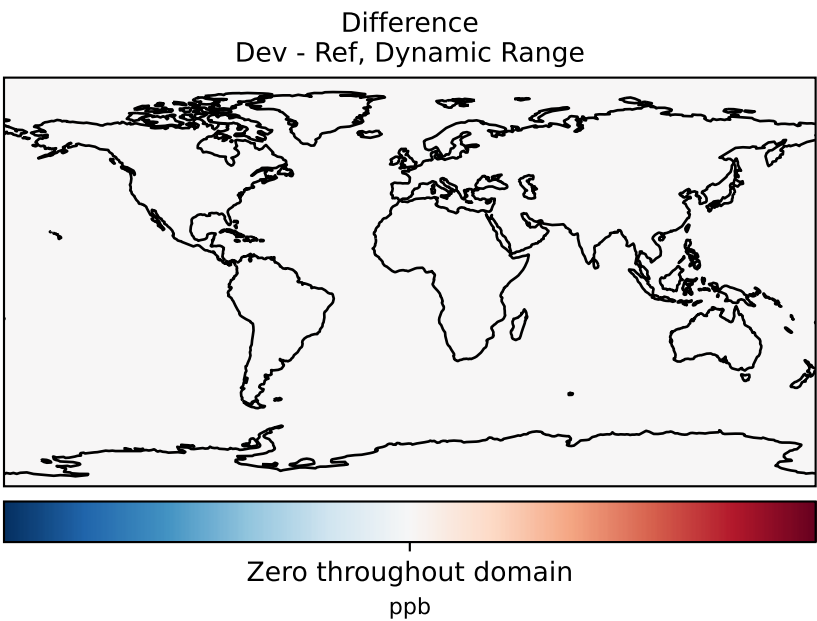 Difference
Dev - Ref, Dynamic Range
Zero throughout domain
ppb